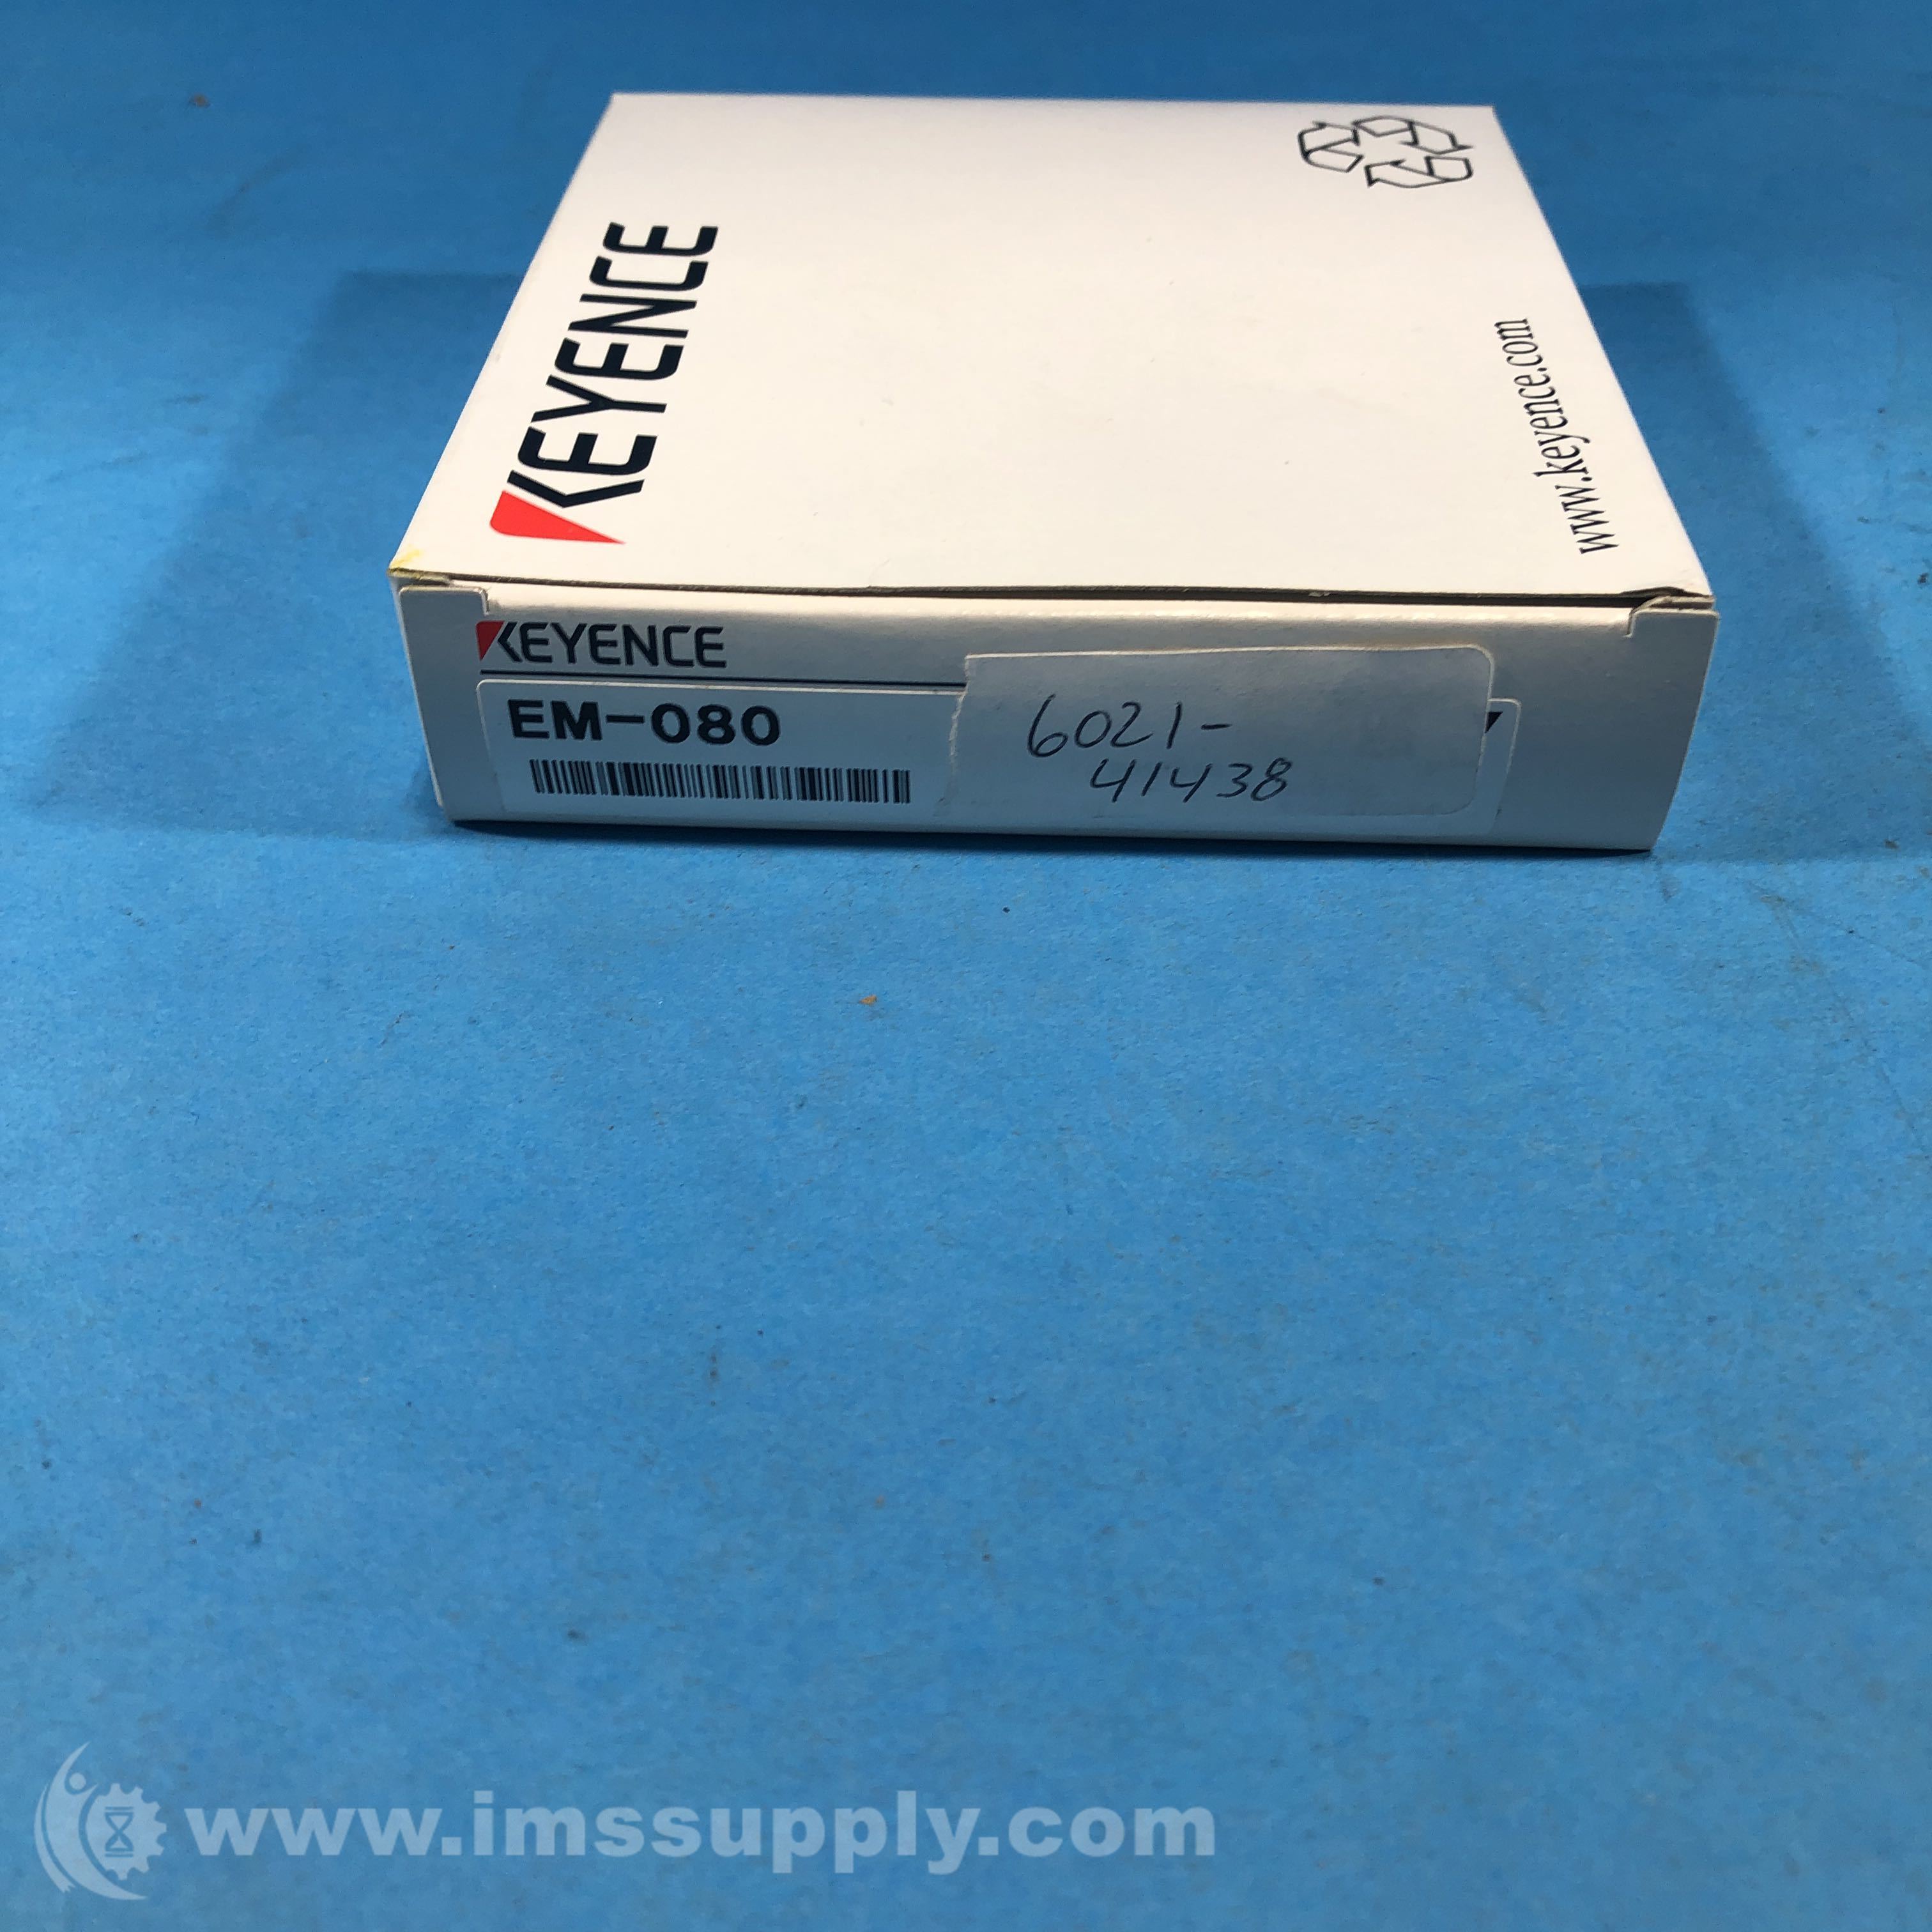 KEYENCE
www.keyence.com
KEYENCE
EM-080
6021-
41438
www.imssupply.com